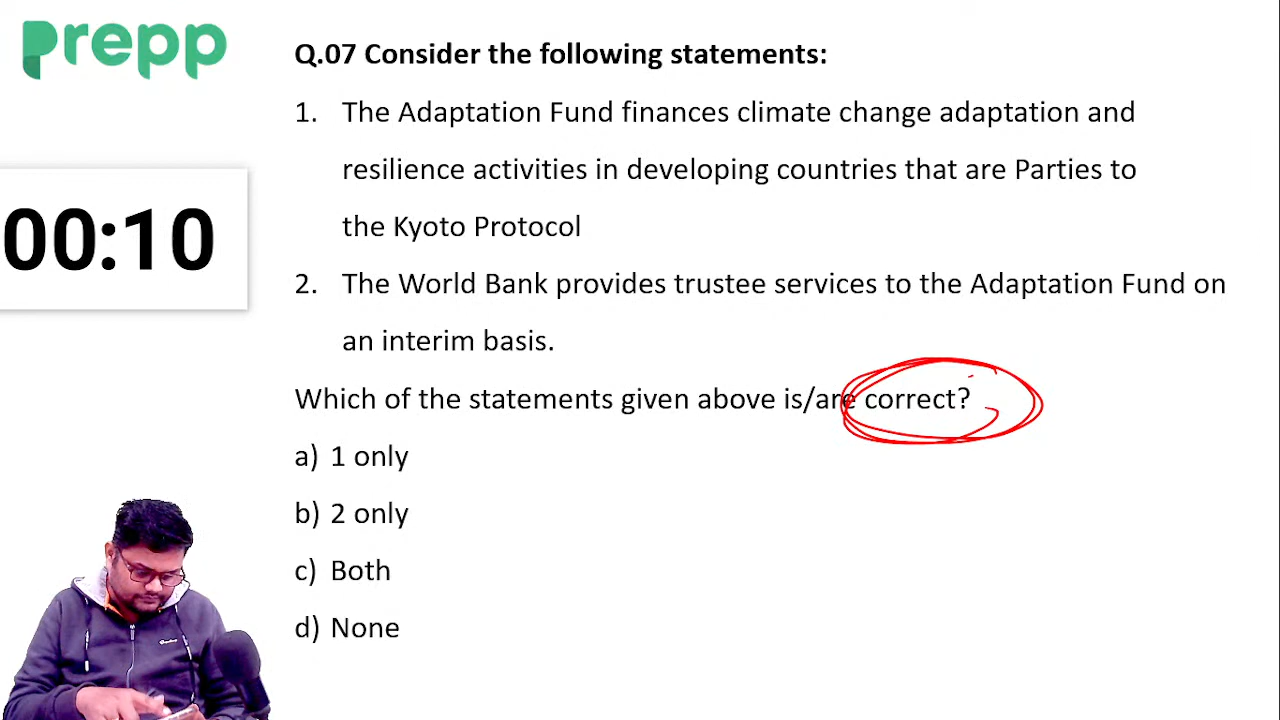 Prepp
Q.07 Consider the following statements:
1. The Adaptation Fund finances climate change adaptation and
resilience activities in developing countries that are Parties to
the Kyoto Protocol
00:10
2. The World Bank provides trustee services to the Adaptation Fund on
an interim basis.
Which of the statements given above is/are correct?
a) 1 only
b) 2 only
c) Both
d) None